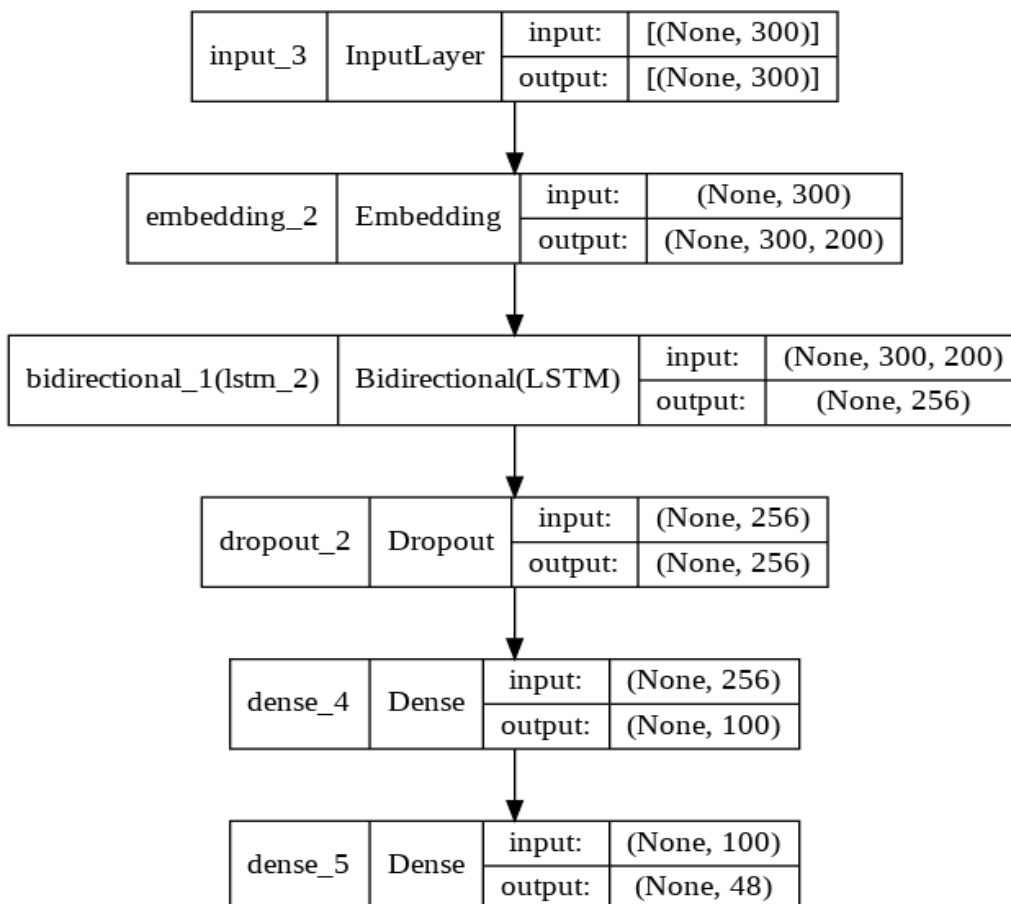 input_3 InputLayer input: [(None, 300)]
output: [(None, 300)]
embedding_2 Embedding input: (None, 300)
output: (None, 300, 200)
bidirectional_1(lstm_2) Bidirectional(LSTM) input: (None, 300, 200)
output: (None, 256)
dropout_2 Dropout input: (None, 256)
output: (None, 256)
dense_4 Dense input: (None, 256)
output: (None, 100)
dense_5 Dense input: (None, 100)
output: (None, 48)